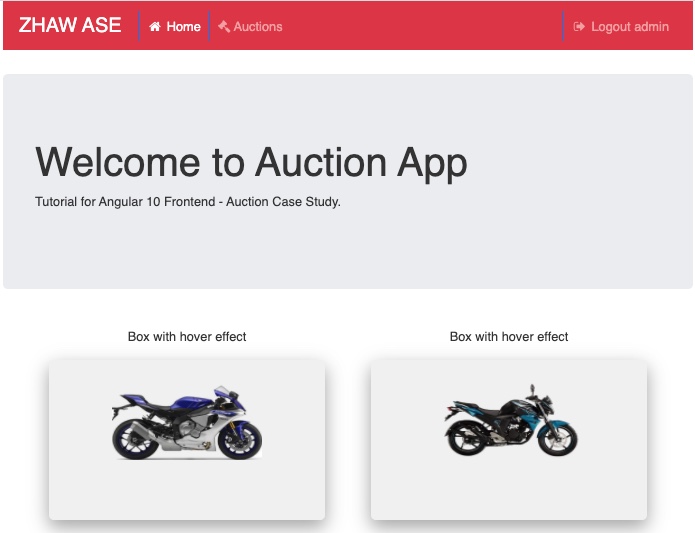 ZHAW ASE Home Auctions Logout admin
Welcome to Auction App
Tutorial for Angular 10 Frontend - Auction Case Study.
Box with hover effect Box with hover effect